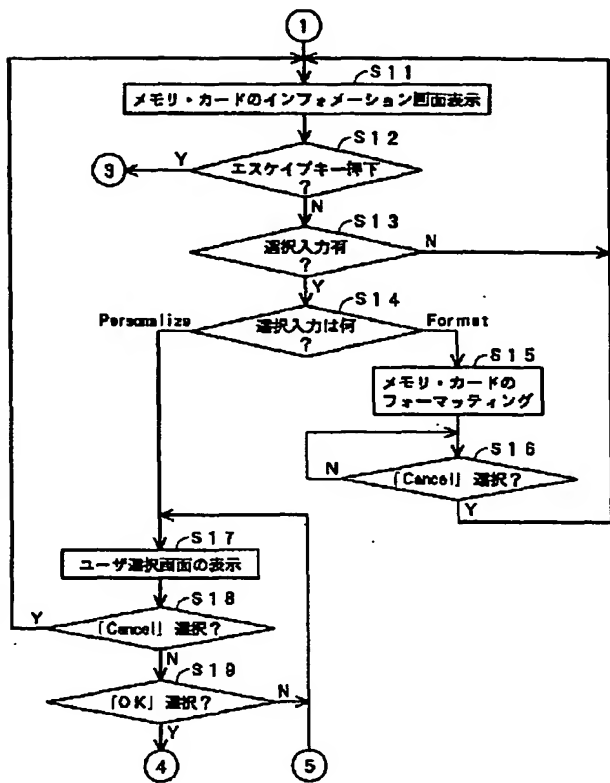 1
S11
メモリ・カードのインフォメーション画面表示
S12
エスケイプキー押下
?
Y
3
N
S13
選択入力有
?
N
Y
S14
選択入力は何
?
Personalize
Format
S15
メモリ・カードの
フォーマッティング
S16
「Cancel」選択?
N
Y
S17
ユーザ選択画面の表示
S18
「Cancel」選択?
Y
N
S19
「OK」選択?
N
Y
4
5